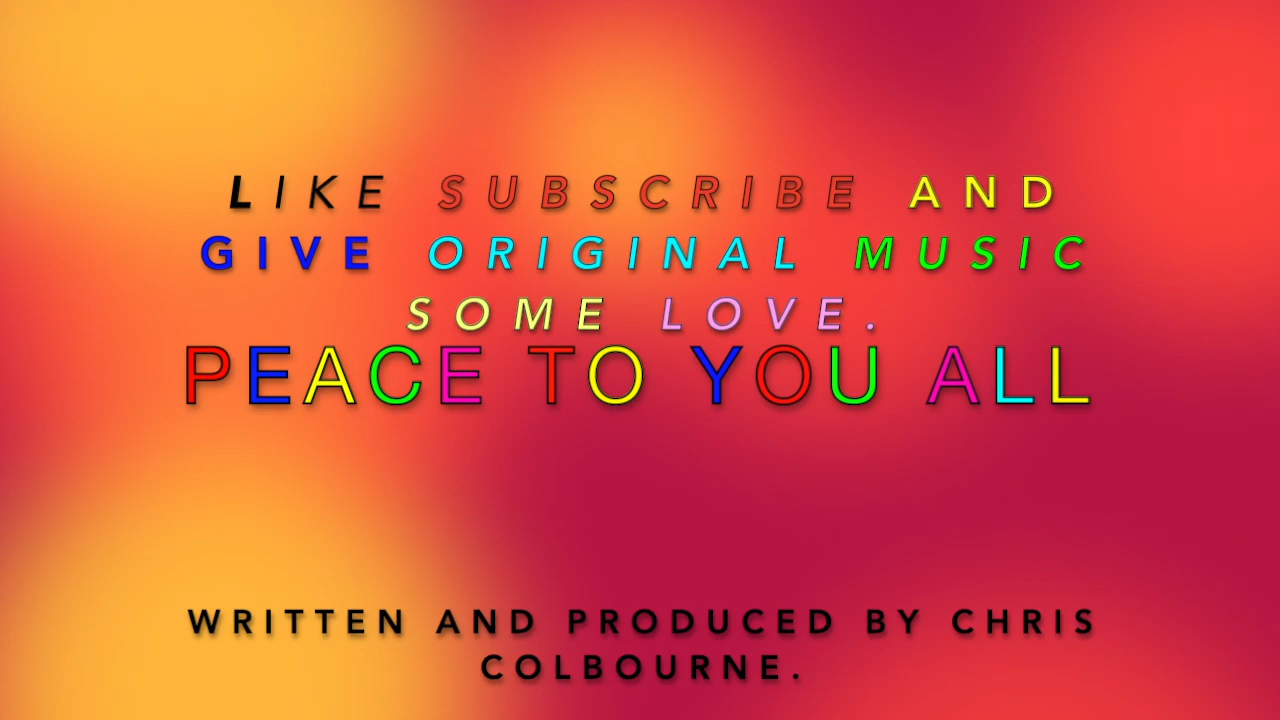 LIKE SUBSCRIBE AND
GIVE ORIGINAL MUSIC
SOME LOVE.
PEACE TO YOU ALL
WRITTEN AND PRODUCED BY CHRIS
COLBOURNE.